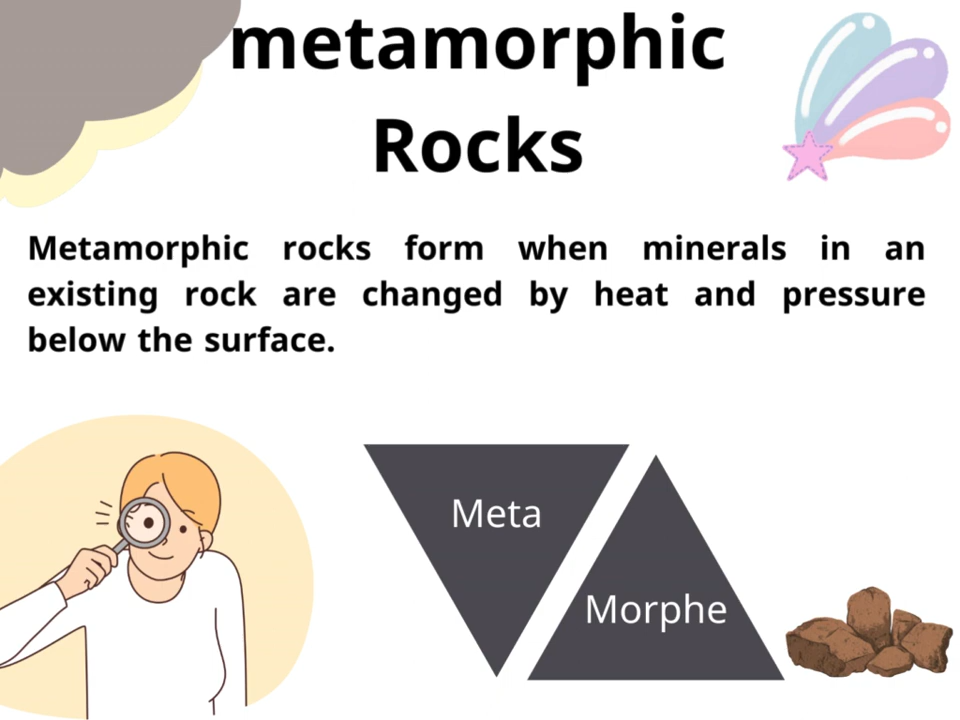 metamorphic
Rocks
Metamorphic rocks form when minerals in an
existing rock are changed by heat and pressure
below the surface.
Meta
Morphe